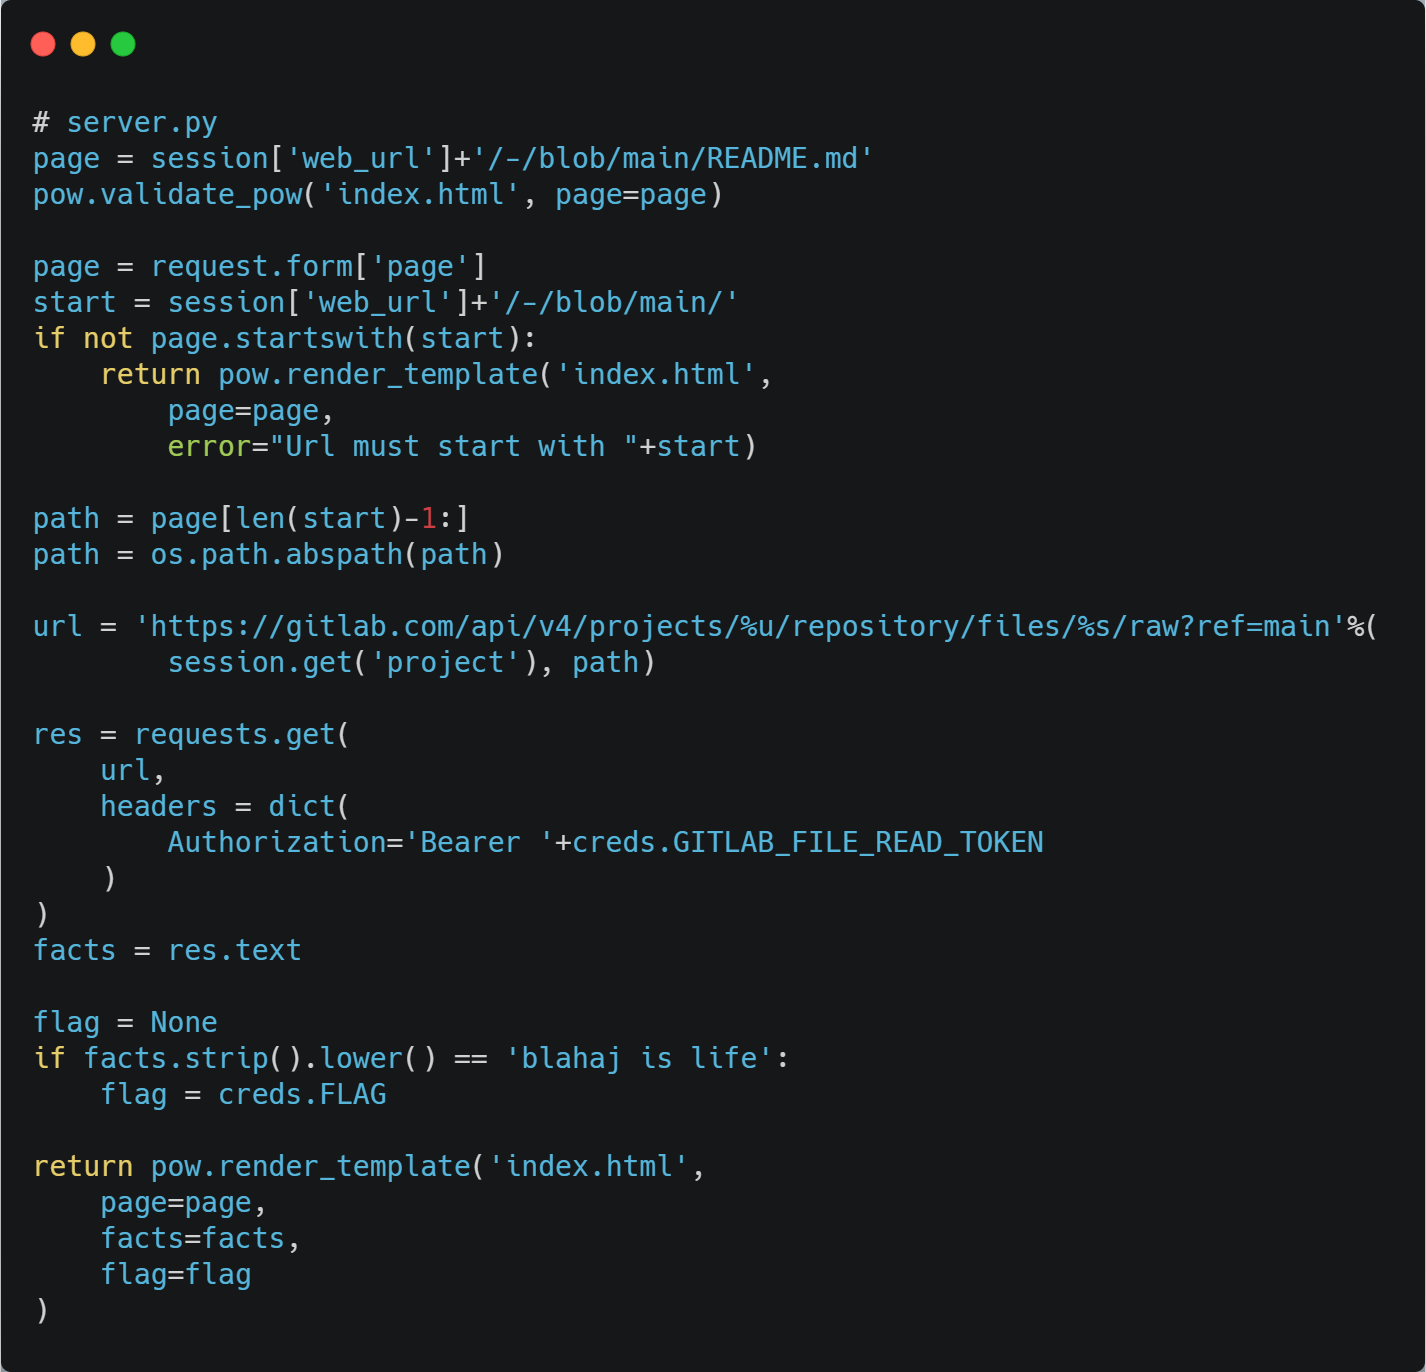 # server.py
page = session['web_url']+'/-/blob/main/README.md'
pow.validate_pow('index.html', page=page)

page = request.form['page']
start = session['web_url']+'/-/blob/main/'
if not page.startswith(start):
    return pow.render_template('index.html',
        page=page,
        error="Url must start with "+start)

path = page[len(start)-1:]
path = os.path.abspath(path)

url = 'https://gitlab.com/api/v4/projects/%u/repository/files/%s/raw?ref=main'%(
        session.get('project'), path)

res = requests.get(
    url,
    headers = dict(
        Authorization='Bearer '+creds.GITLAB_FILE_READ_TOKEN
    )
)
facts = res.text

flag = None
if facts.strip().lower() == 'blahaj is life':
    flag = creds.FLAG

return pow.render_template('index.html',
    page=page,
    facts=facts,
    flag=flag
)